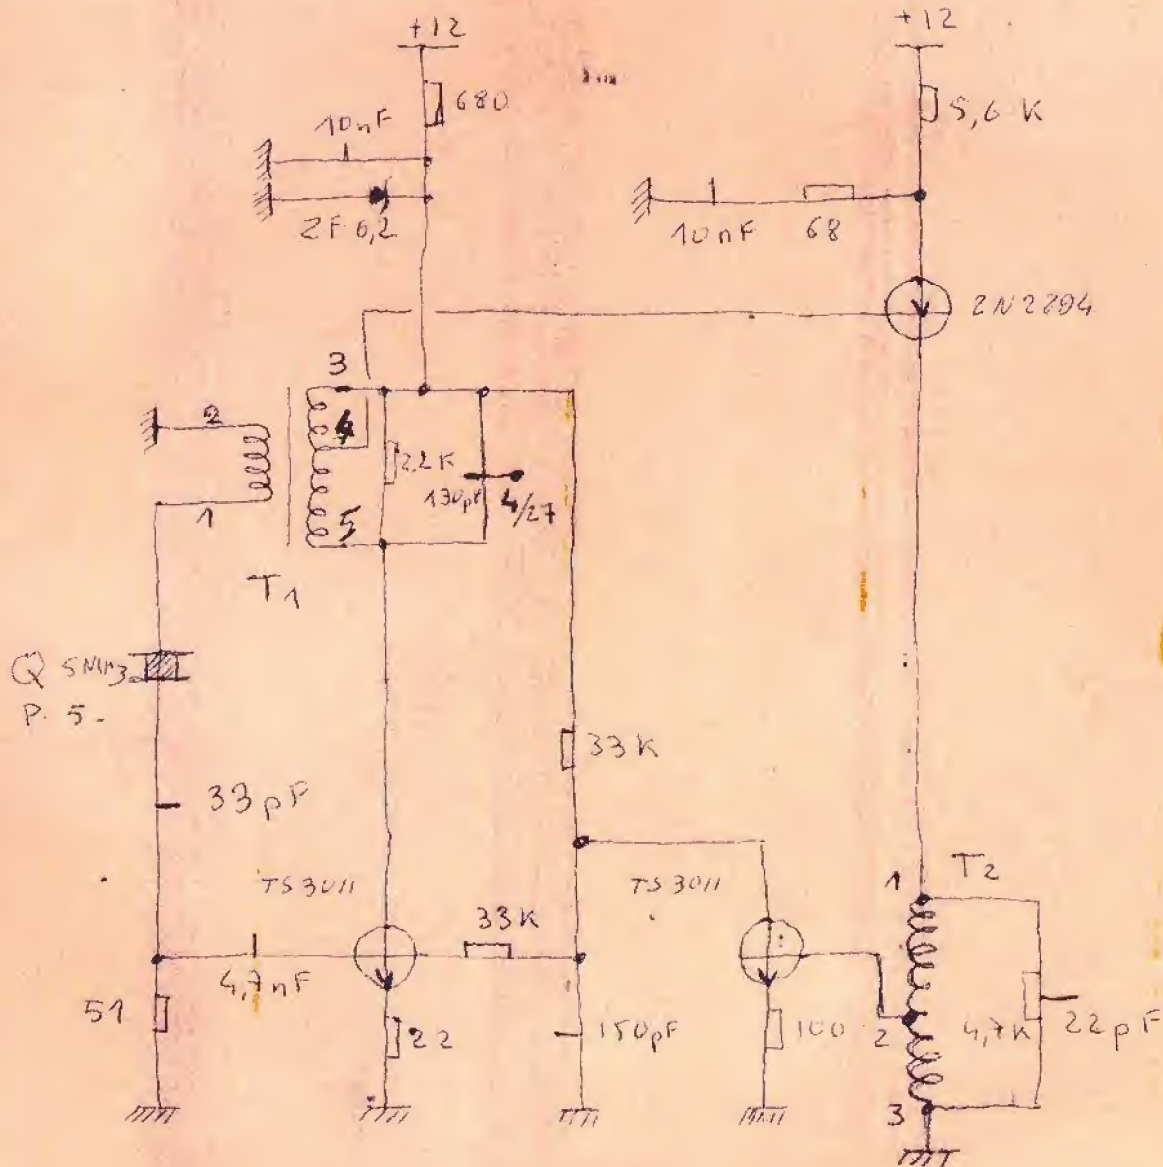 +12
+12
680
5,6 K
10nF
ZF 6,2
10nF 68
2N2894
3
2
4
2,2K
130pF
4/27
1
5
T1
Q 5MHz
P. 5-
33K
33pF
TS3011
TS3011
1
T2
33K
4,7nF
51
22
150pF
100
2
4,7K
22pF
3